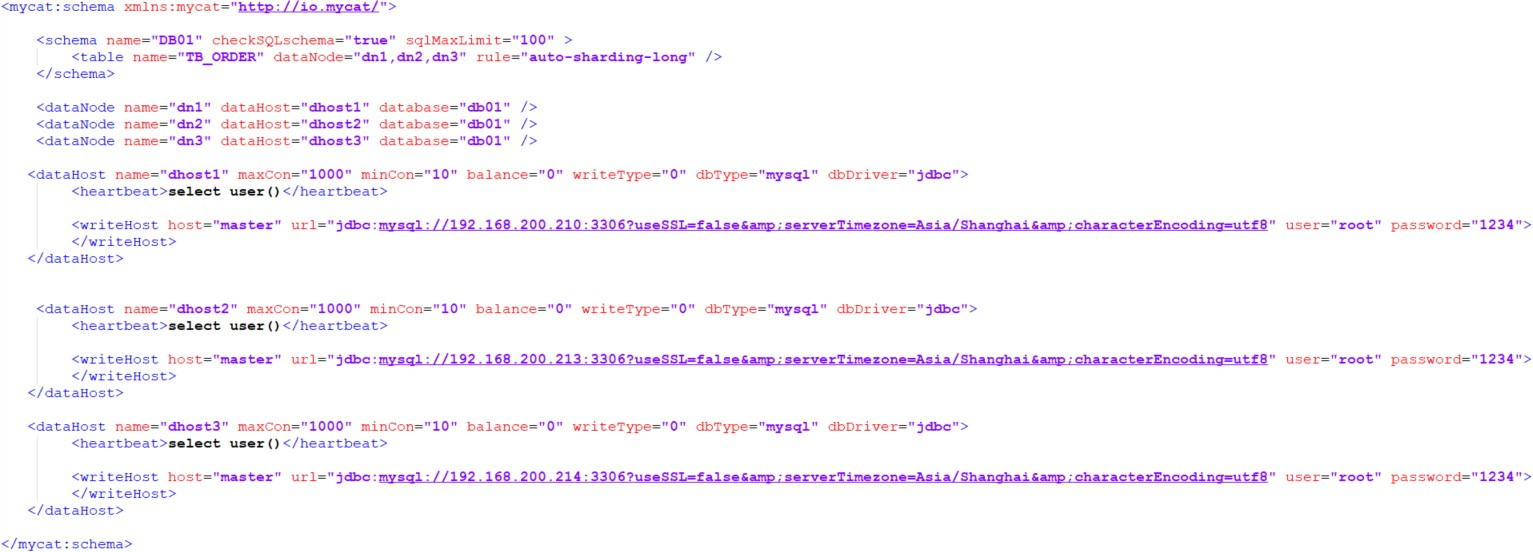 <mycat:schema xmlns:mycat="http://io.mycat/">
<schema name="DB01" checkSQLschema="true" sqlMaxLimit="100" >
<table name="TB_ORDER" dataNode="dn1,dn2,dn3" rule="auto-sharding-long" />
</schema>
<dataNode name="dn1" dataHost="dhost1" database="db01" />
<dataNode name="dn2" dataHost="dhost2" database="db01" />
<dataNode name="dn3" dataHost="dhost3" database="db01" />
<dataHost name="dhost1" maxCon="1000" minCon="10" balance="0" writeType="0" dbType="mysql" dbDriver="jdbc">
<heartbeat>select user()</heartbeat>
<writeHost host="master" url="jdbc:mysql://192.168.200.210:3306?useSSL=false&amp;serverTimezone=Asia/Shanghai&amp;characterEncoding=utf8" user="root" password="1234">
</writeHost>
</dataHost>
<dataHost name="dhost2" maxCon="1000" minCon="10" balance="0" writeType="0" dbType="mysql" dbDriver="jdbc">
<heartbeat>select user()</heartbeat>
<writeHost host="master" url="jdbc:mysql://192.168.200.213:3306?useSSL=false&amp;serverTimezone=Asia/Shanghai&amp;characterEncoding=utf8" user="root" password="1234">
</writeHost>
</dataHost>
<dataHost name="dhost3" maxCon="1000" minCon="10" balance="0" writeType="0" dbType="mysql" dbDriver="jdbc">
<heartbeat>select user()</heartbeat>
<writeHost host="master" url="jdbc:mysql://192.168.200.214:3306?useSSL=false&amp;serverTimezone=Asia/Shanghai&amp;characterEncoding=utf8" user="root" password="1234">
</writeHost>
</dataHost>
</mycat:schema>